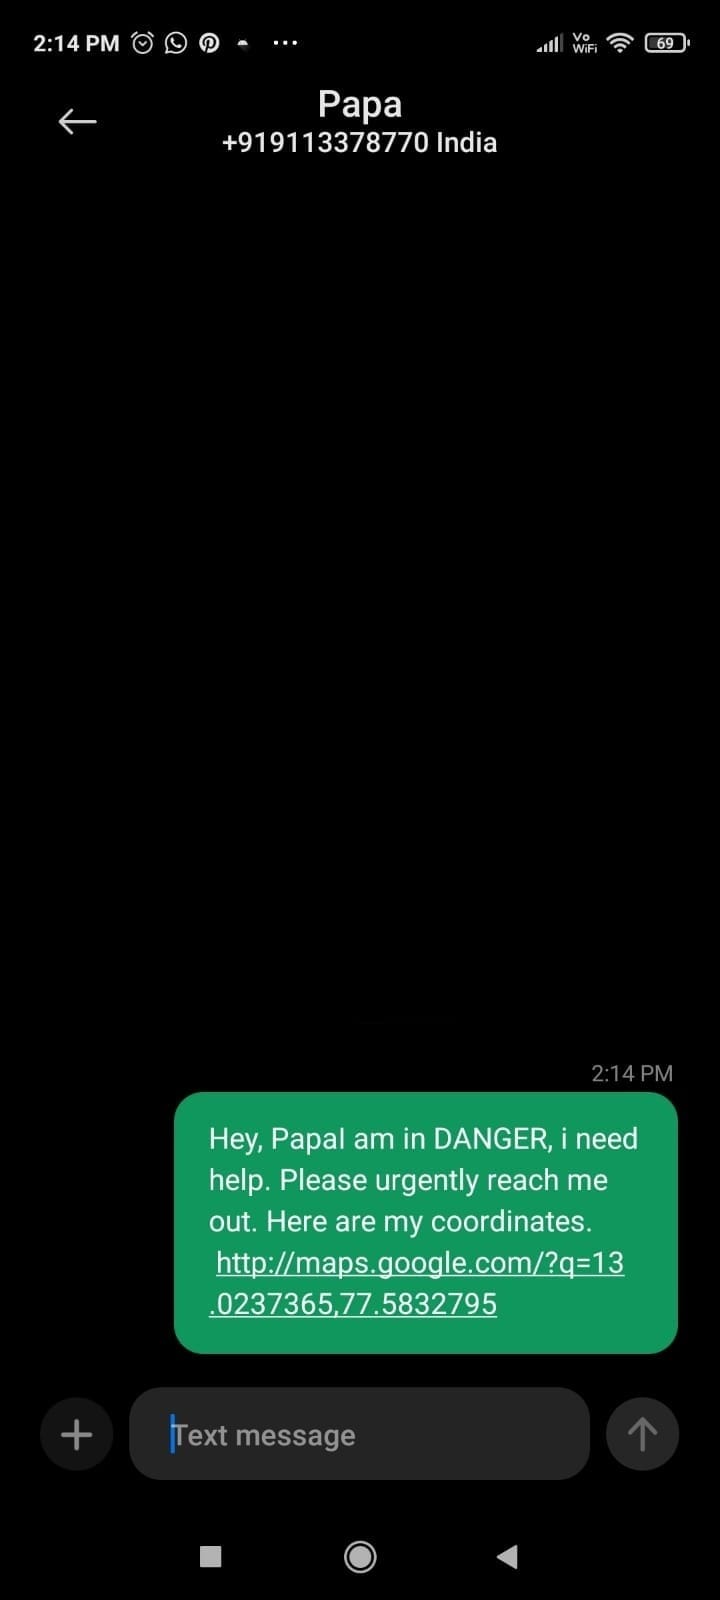 2:14 PM
Vo
WiFi
69
Papa
+919113378770 India
2:14 PM
Hey, PapaI am in DANGER, i need
help. Please urgently reach me
out. Here are my coordinates.
http://maps.google.com/?q=13
.0237365,77.5832795
Text message